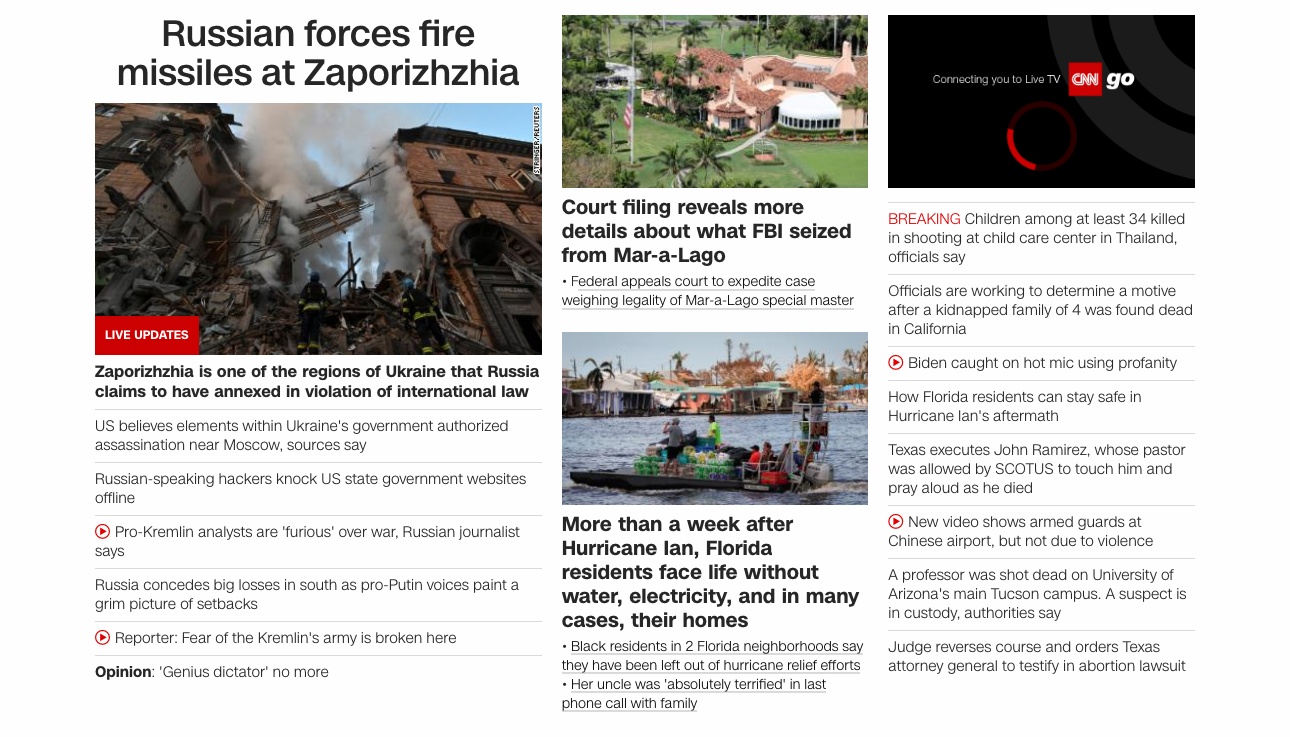 Russian forces fire
missiles at Zaporizhzhia
STRINGER/REUTERS
LIVE UPDATES
Zaporizhzhia is one of the regions of Ukraine that Russia
claims to have annexed in violation of international law
US believes elements within Ukraine's government authorized
assassination near Moscow, sources say
Russian-speaking hackers knock US state government websites
offline
Pro-Kremlin analysts are 'furious' over war, Russian journalist
says
Russia concedes big losses in south as pro-Putin voices paint a
grim picture of setbacks
Reporter: Fear of the Kremlin's army is broken here
Opinion: 'Genius dictator' no more
Court filing reveals more
details about what FBI seized
from Mar-a-Lago
• Federal appeals court to expedite case
weighing legality of Mar-a-Lago special master
More than a week after
Hurricane Ian, Florida
residents face life without
water, electricity, and in many
cases, their homes
• Black residents in 2 Florida neighborhoods say
they have been left out of hurricane relief efforts
• Her uncle was 'absolutely terrified' in last
phone call with family
Connecting you to Live TV CNN go
BREAKING Children among at least 34 killed
in shooting at child care center in Thailand,
officials say
Officials are working to determine a motive
after a kidnapped family of 4 was found dead
in California
Biden caught on hot mic using profanity
How Florida residents can stay safe in
Hurricane Ian's aftermath
Texas executes John Ramirez, whose pastor
was allowed by SCOTUS to touch him and
pray aloud as he died
New video shows armed guards at
Chinese airport, but not due to violence
A professor was shot dead on University of
Arizona's main Tucson campus. A suspect is
in custody, authorities say
Judge reverses course and orders Texas
attorney general to testify in abortion lawsuit